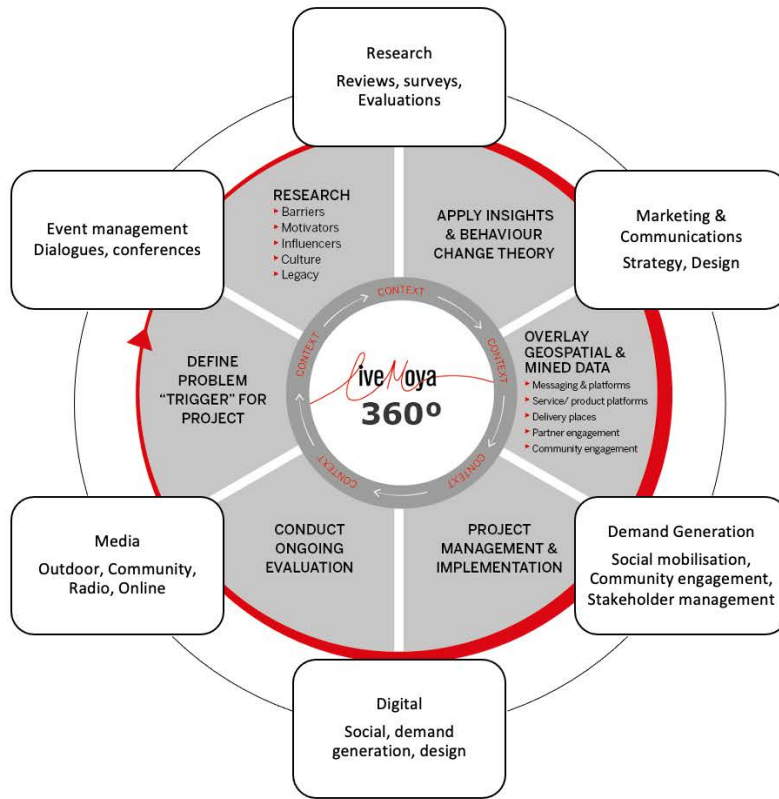 Research
Reviews, surveys,
Evaluations
Event management
Dialogues, conferences
Marketing &
Communications
Strategy, Design
RESEARCH
Barriers
Motivators
Influencers
Culture
Legacy
APPLY INSIGHTS
& BEHAVIOUR
CHANGE THEORY
OVERLAY
GEOSPATIAL &
MINED DATA
Messaging & platforms
Service/ product platforms
Delivery places
Partner engagement
Community engagement
DEFINE
PROBLEM
"TRIGGER" FOR
PROJECT
CONTEXT
CONTEXT
CONTEXT
CONTEXT
CONTEXT
LiveMoya
360º
CONDUCT
ONGOING
EVALUATION
PROJECT
MANAGEMENT &
IMPLEMENTATION
Media
Outdoor, Community,
Radio, Online
Demand Generation
Social mobilisation,
Community engagement,
Stakeholder management
Digital
Social, demand
generation, design